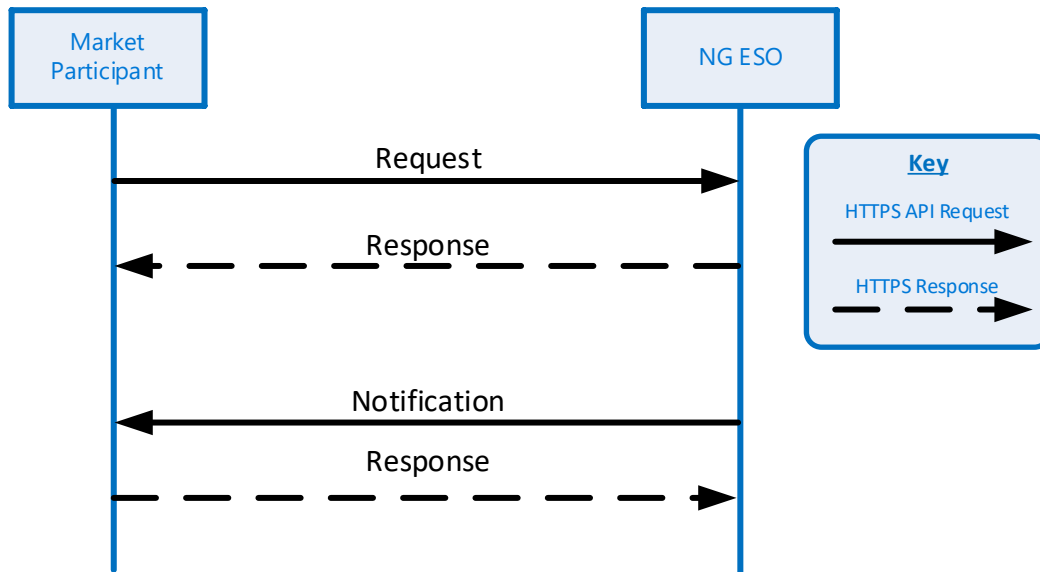 Market
Participant
NG ESO
Request
Response
Notification
Response
Key
HTTPS API Request
HTTPS Response